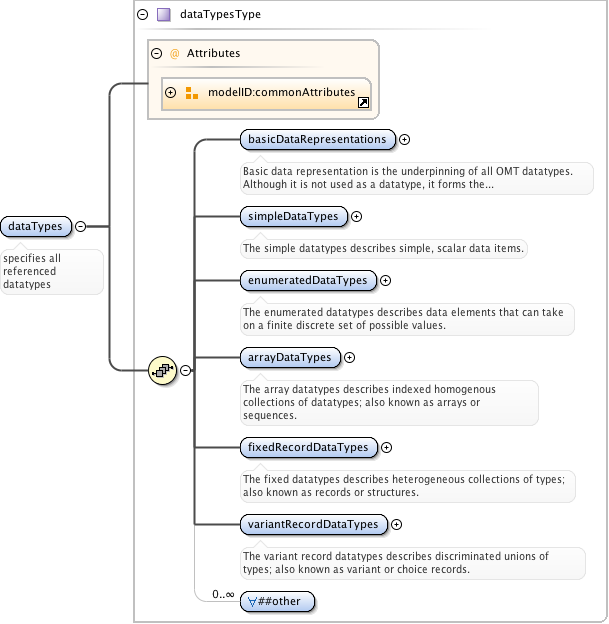 dataTypesType
@ Attributes
modelID:commonAttributes
basicDataRepresentations
Basic data representation is the underpinning of all OMT datatypes.
Although it is not used as a datatype, it forms the...
simpleDataTypes
The simple datatypes describes simple, scalar data items.
dataTypes
specifies all
referenced
datatypes
enumeratedDataTypes
The enumerated datatypes describes data elements that can take
on a finite discrete set of possible values.
arrayDataTypes
The array datatypes describes indexed homogenous
collections of datatypes; also known as arrays or
sequences.
fixedRecordDataTypes
The fixed datatypes describes heterogeneous collections of types;
also known as records or structures.
variantRecordDataTypes
The variant record datatypes describes discriminated unions of
types; also known as variant or choice records.
0..∞
∀##other